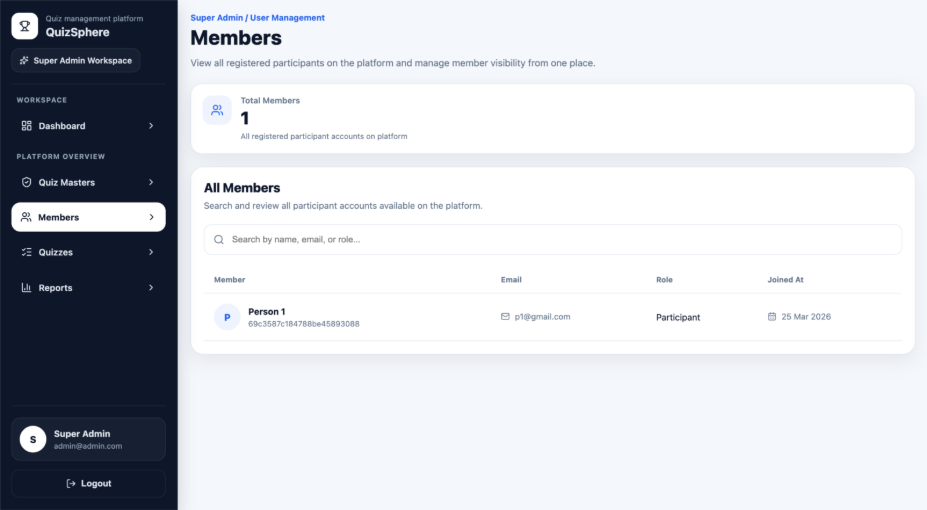 Quiz management platform
QuizSphere
Super Admin Workspace
WORKSPACE
Dashboard
PLATFORM OVERVIEW
Quiz Masters
Members
Quizzes
Reports
S
Super Admin
admin@admin.com
Logout
Super Admin / User Management
Members
View all registered participants on the platform and manage member visibility from one place.
Total Members
1
All registered participant accounts on platform
All Members
Search and review all participant accounts available on the platform.
Search by name, email, or role...
Member Email Role Joined At
P Person 1 p1@gmail.com Participant 25 Mar 2026
69c3587c184788be45893088